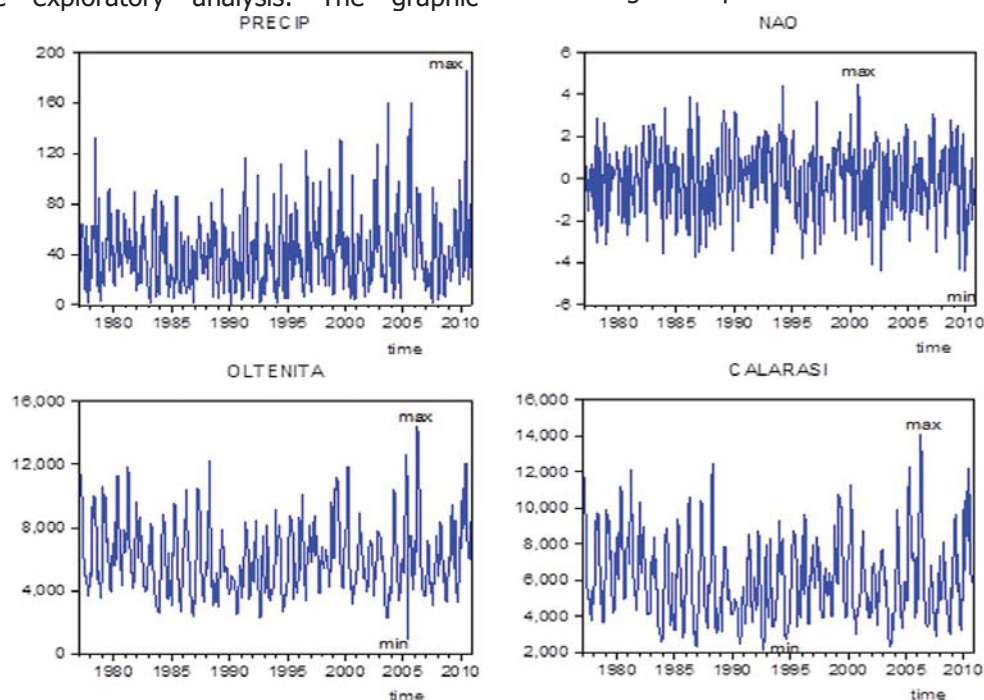 exploratory analysis. The graphic
PRECIP
200
160
120
80
40
0
max
1980 1985 1990 1995 2000 2005 2010
time
NAO
6
4
2
0
-2
-4
-6
max
min
1980 1985 1990 1995 2000 2005 2010
time
OLTENITA
16,000
12,000
8,000
4,000
0
max
min
1980 1985 1990 1995 2000 2005 2010
time
CALARASI
16,000
14,000
12,000
10,000
8,000
6,000
4,000
2,000
max
min
1980 1985 1990 1995 2000 2005 2010
time